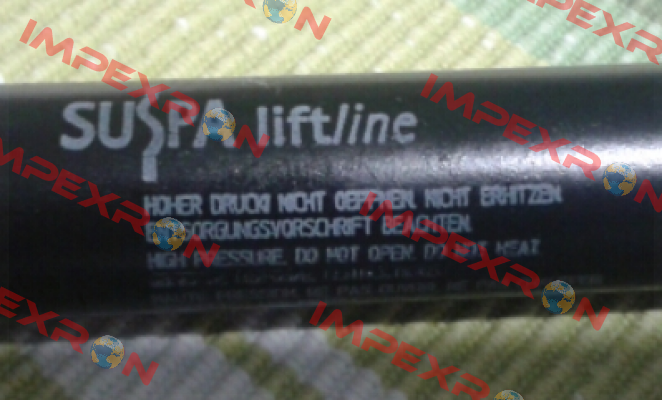 SUSPA liftline
HOHER DRUCK! NICHT OEFFNEN. NICHT ERHITZEN.
ENTSORGUNGSVORSCHRIFT BEACHTEN.
HIGH PRESSURE. DO NOT OPEN. DO NOT HEAT
IMPEXRON
IMPEXRON
IMPEXRON
IMPEXRON
IMPEXRON
IMPEXRON